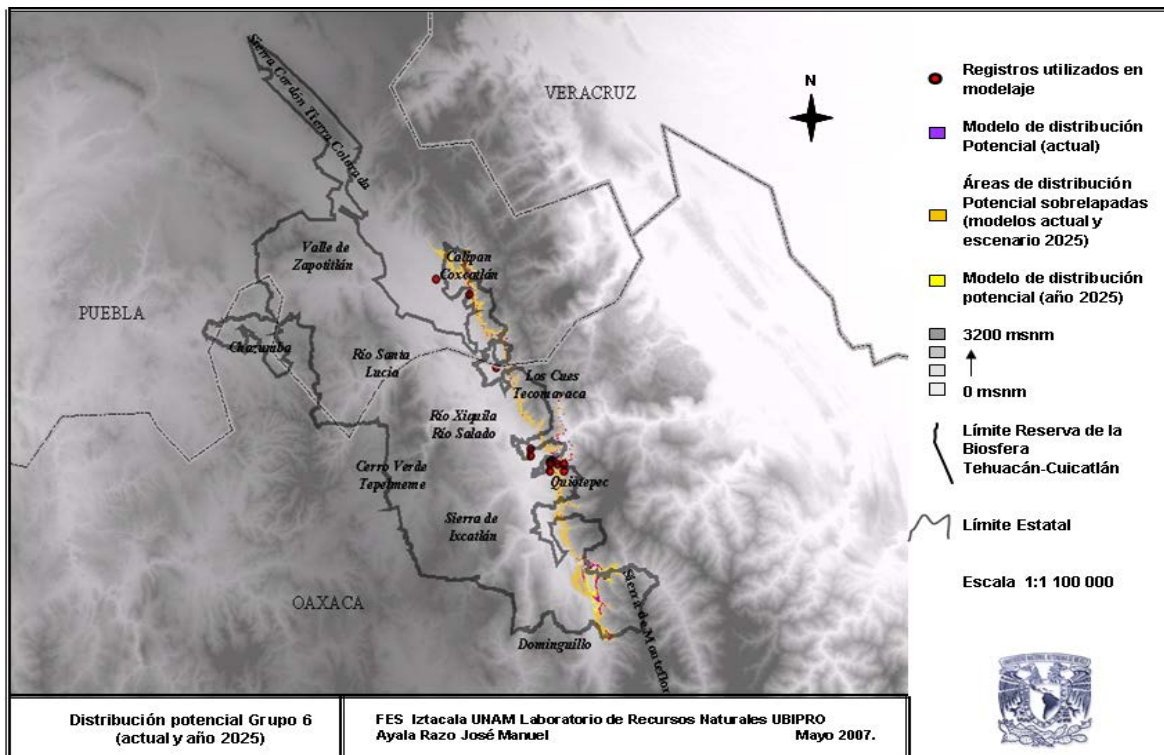 Sierra Cordón Tierra Colorada
VERACRUZ
N
Valle de
Zapotitlán
Calipan
Coxcatlán
PUEBLA
Chazumba
Río Santa
Lucia
Los Cues
Tecomavaca
Río Xiquila
Río Salado
Cerro Verde
Tepelmeme
Quiotepec
Sierra de
Ixcatlán
OAXACA
Dominguillo
Sierra de Monteflor
Registros utilizados en
modelaje
Modelo de distribución
Potencial (actual)
Áreas de distribución
Potencial sobrelapadas
(modelos actual y
escenario 2025)
Modelo de distribución
potencial (año 2025)
3200 msnm
0 msnm
Límite Reserva de la
Biosfera
Tehuacán-Cuicatlán
Límite Estatal
Escala 1:1 100 000
Distribución potencial Grupo 6
(actual y año 2025)
FES Iztacala UNAM Laboratorio de Recursos Naturales UBIPRO
Ayala Razo José Manuel Mayo 2007.